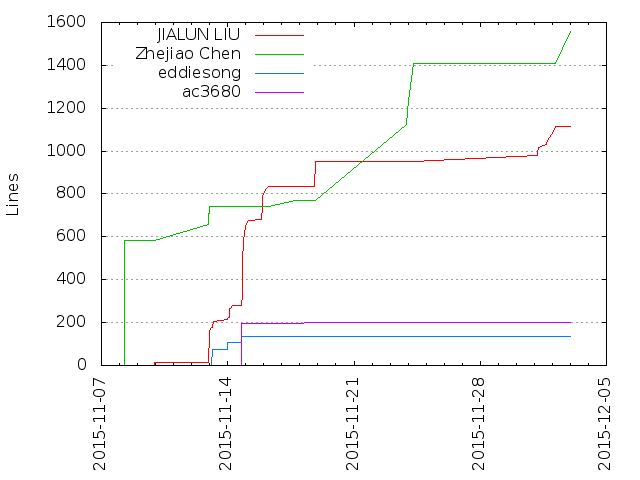 1600
1400
1200
1000
800
600
400
200
0
Lines
JIALUN LIU
Zhejiao Chen
eddiesong
ac3680
2015-11-07
2015-11-14
2015-11-21
2015-11-28
2015-12-05